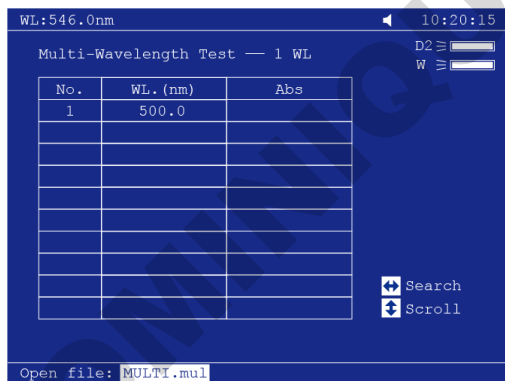 WL:546.0nm 10:20:15
Multi-Wavelength Test — 1 WL
D2
W
No. WL.(nm) Abs
1 500.0
Search
Scroll
Open file: MULTI.mul